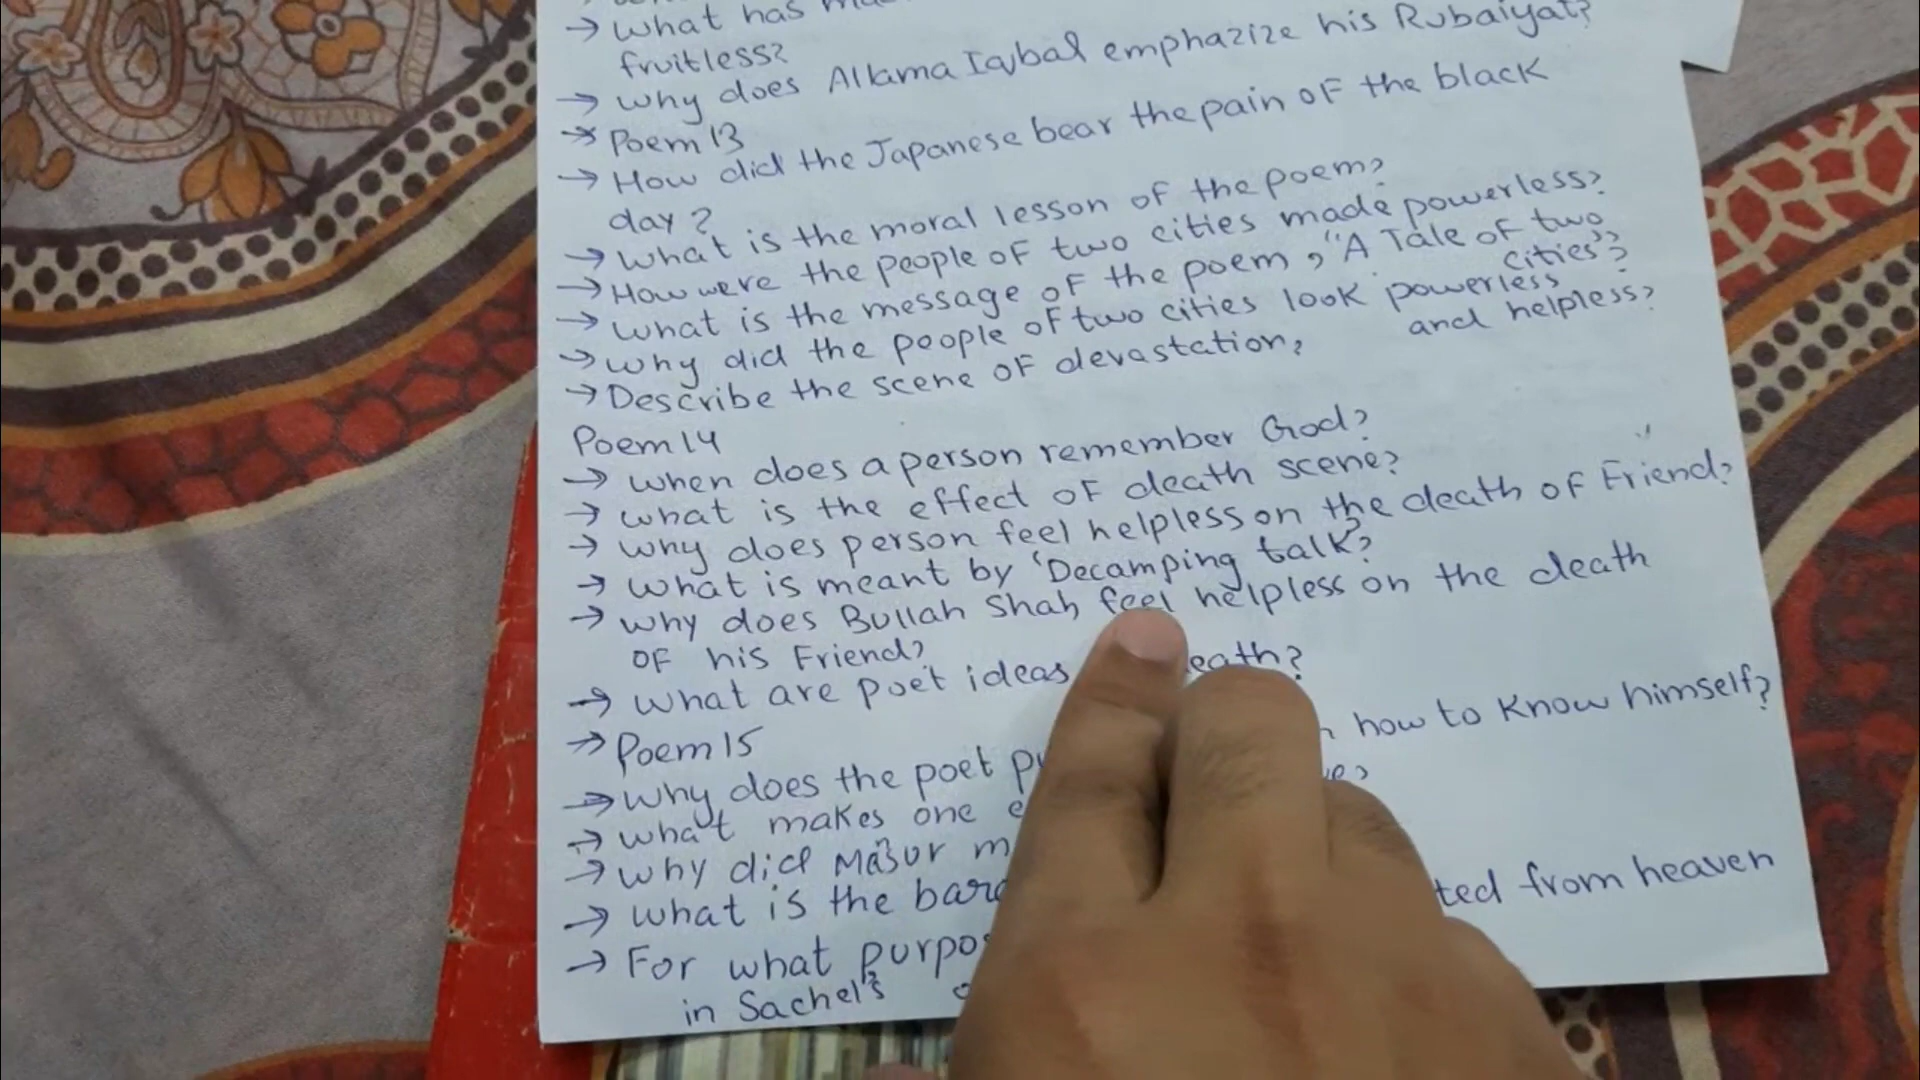 → What has
fruitless?
→ Why does Allama Iqbal emphazize his Rubaiyat?
→ Poem 13
→ How did the Japanese bear the pain of the black
day?
→ What is the moral lesson of the poem?
→ How were the people of two cities made powerless?
→ What is the message of the poem, "A Tale of two
cities"?
→ Why did the people of two cities look powerless
and helpless?
→ Describe the scene of devastation?
Poem 14
→ When does a person remember God?
→ What is the effect of death scene?
→ Why does person feel helpless on the death of Friend?
→ What is meant by 'Decamping talk?
→ Why does Bullah Shah feel helpless on the death
of his Friend?
→ What are poet ideas
→ Poem 15
→ Why does the poet how to know himself?
→ What makes one
→ Why did Masur
→ What is the
→ For what from heaven
in Sachel's